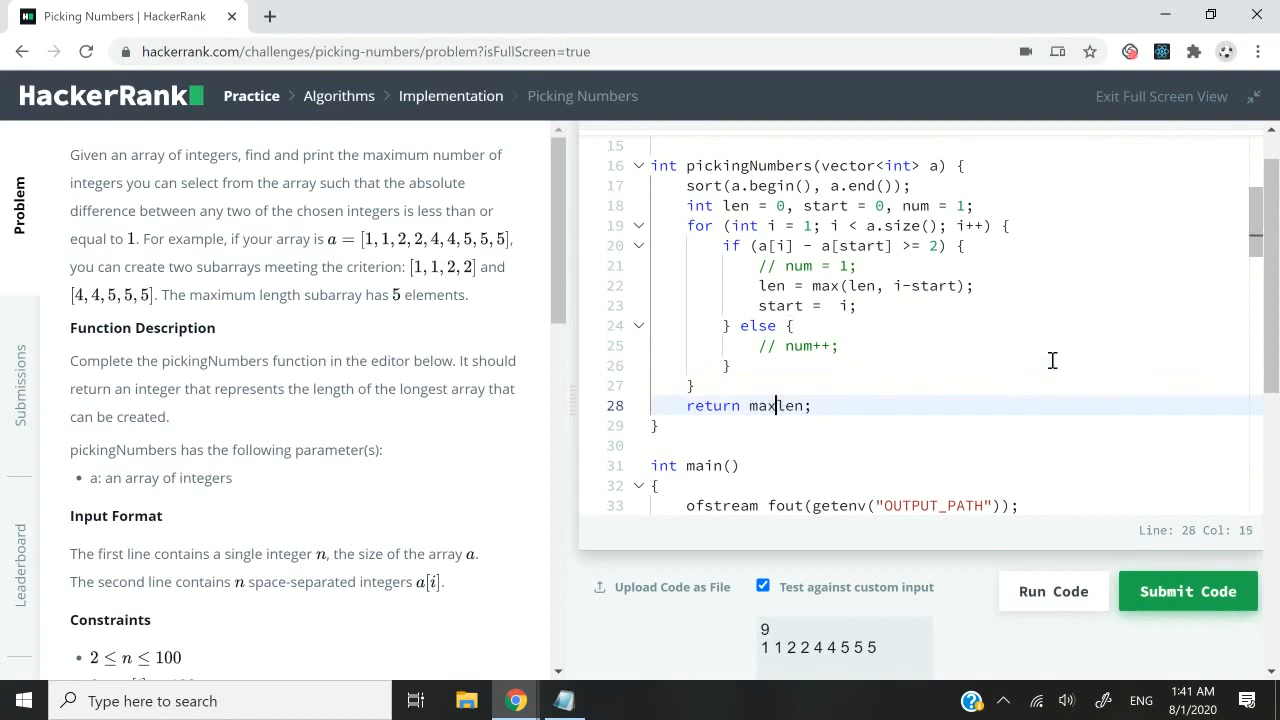 Picking Numbers | HackerRank
hackerrank.com/challenges/picking-numbers/problem?isFullScreen=true
HackerRank
Practice > Algorithms > Implementation > Picking Numbers
Exit Full Screen View
Problem
Submissions
Leaderboard
Given an array of integers, find and print the maximum number of
integers you can select from the array such that the absolute
difference between any two of the chosen integers is less than or
equal to 1. For example, if your array is a = [1, 1, 2, 2, 4, 4, 5, 5, 5],
you can create two subarrays meeting the criterion: [1, 1, 2, 2] and
[4, 4, 5, 5, 5]. The maximum length subarray has 5 elements.
Function Description
Complete the pickingNumbers function in the editor below. It should
return an integer that represents the length of the longest array that
can be created.
pickingNumbers has the following parameter(s):
• a: an array of integers
Input Format
The first line contains a single integer n, the size of the array a.
The second line contains n space-separated integers a[i].
Constraints
• 2 ≤ n ≤ 100
15
16 int pickingNumbers(vector<int> a) {
17 sort(a.begin(), a.end());
18 int len = 0, start = 0, num = 1;
19 for (int i = 1; i < a.size(); i++) {
20 if (a[i] - a[start] >= 2) {
21 // num = 1;
22 len = max(len, i-start);
23 start =  i;
24 } else {
25 // num++;
26 }
27 }
28 return maxlen;
29 }
30
31 int main()
32 {
33 ofstream fout(getenv("OUTPUT_PATH"));
Line: 28 Col: 15
Upload Code as File
Test against custom input
Run Code
Submit Code
9
1 1 2 2 4 4 5 5 5
Type here to search
ENG
1:41 AM
8/1/2020